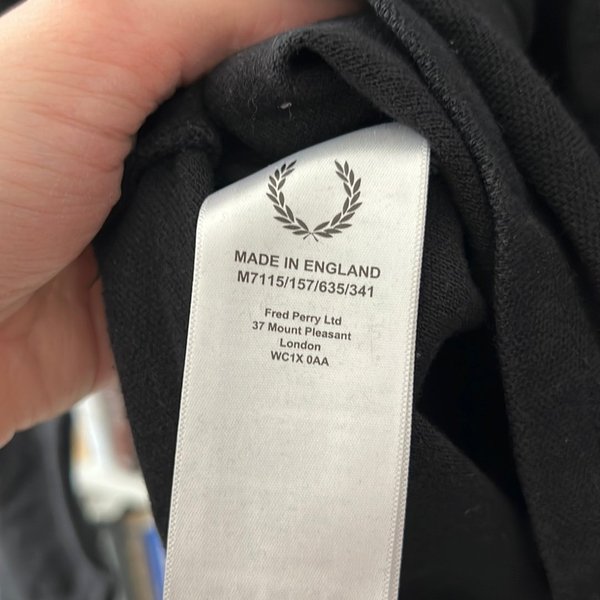 MADE IN ENGLAND
M7115/157/635/341
Fred Perry Ltd
37 Mount Pleasant
London
WC1X 0AA